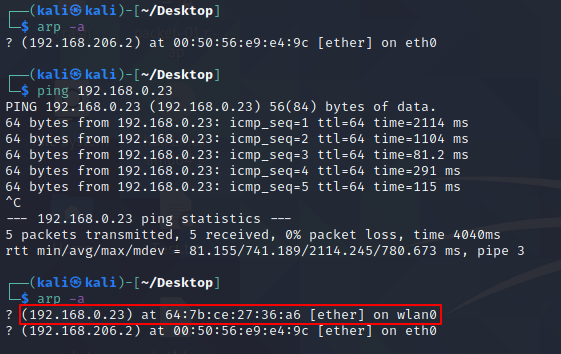 ┌──(kali㉿kali)-[~/Desktop]
└─$ arp -a
? (192.168.206.2) at 00:50:56:e9:e4:9c [ether] on eth0
┌──(kali㉿kali)-[~/Desktop]
└─$ ping 192.168.0.23
PING 192.168.0.23 (192.168.0.23) 56(84) bytes of data.
64 bytes from 192.168.0.23: icmp_seq=1 ttl=64 time=2114 ms
64 bytes from 192.168.0.23: icmp_seq=2 ttl=64 time=1104 ms
64 bytes from 192.168.0.23: icmp_seq=3 ttl=64 time=81.2 ms
64 bytes from 192.168.0.23: icmp_seq=4 ttl=64 time=291 ms
64 bytes from 192.168.0.23: icmp_seq=5 ttl=64 time=115 ms
^C
--- 192.168.0.23 ping statistics ---
5 packets transmitted, 5 received, 0% packet loss, time 4040ms
rtt min/avg/max/mdev = 81.155/741.189/2114.245/780.673 ms, pipe 3
┌──(kali㉿kali)-[~/Desktop]
└─$ arp -a
? (192.168.0.23) at 64:7b:ce:27:36:a6 [ether] on wlan0
? (192.168.206.2) at 00:50:56:e9:e4:9c [ether] on eth0